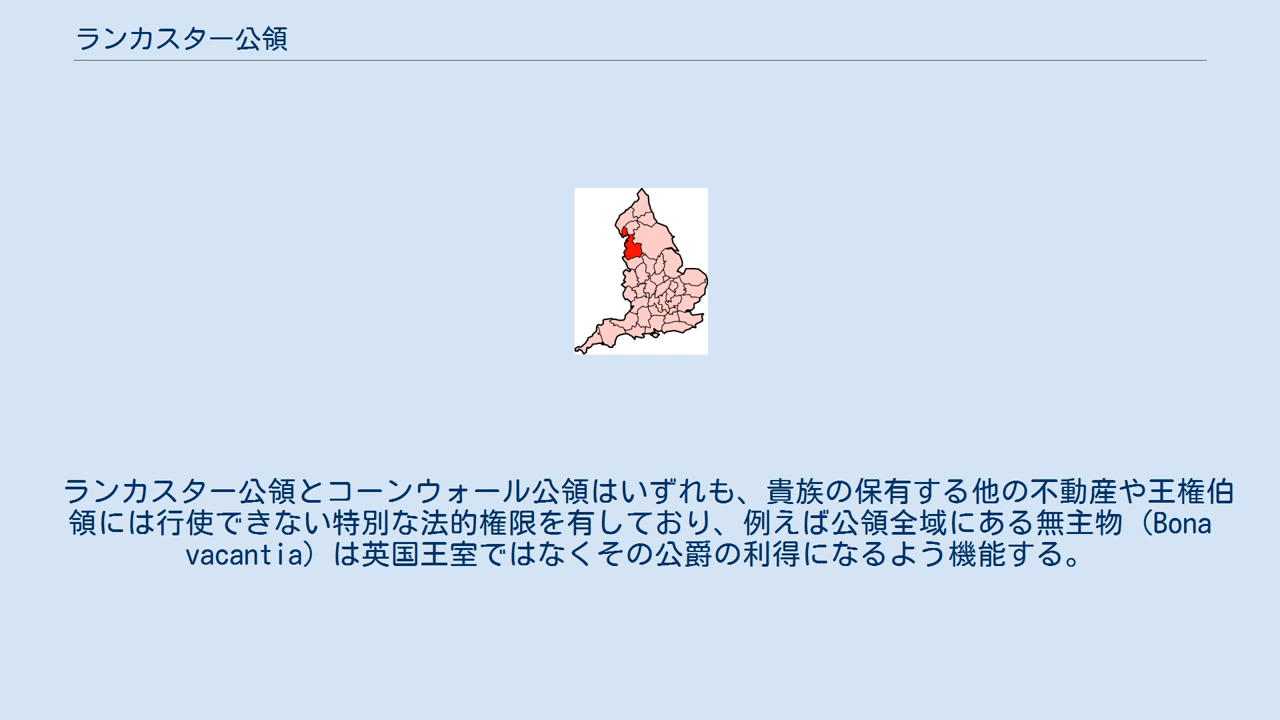 ランカスター公領
ランカスター公領とコーンウォール公領はいずれも、貴族の保有する他の不動産や王権伯
領には行使できない特別な法的権限を有しており、例えば公領全域にある無主物（Bona
vacantia）は英国王室ではなくその公爵の利得になるよう機能する。